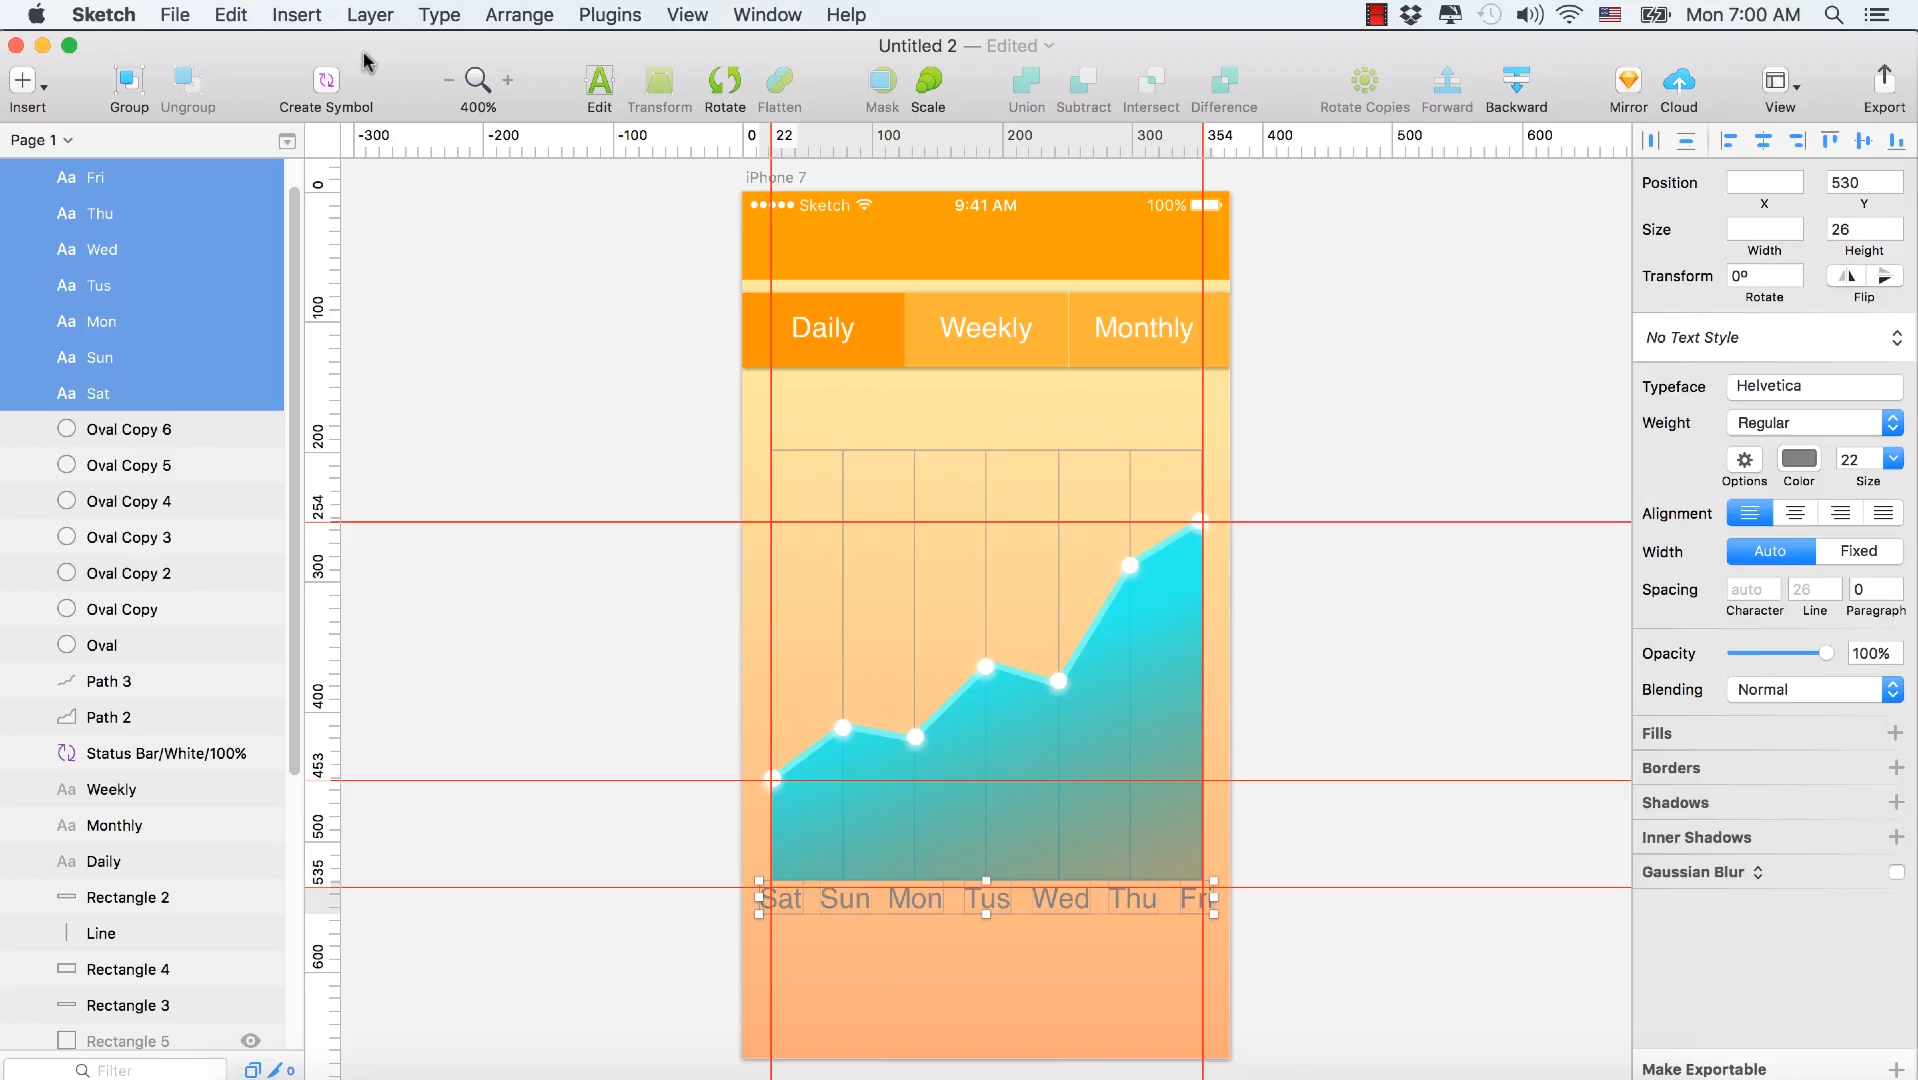 Sketch File Edit Insert Layer Type Arrange Plugins View Window Help Mon 7:00 AM
Untitled 2 — Edited
Insert Group Ungroup Create Symbol 400% Edit Transform Rotate Flatten Mask Scale Union Subtract Intersect Difference Rotate Copies Forward Backward Mirror Cloud View Export
Page 1
-300 -200 -100 0 22 100 200 300 354 400 500 600
Aa Fri
Aa Thu
Aa Wed
Aa Tus
Aa Mon
Aa Sun
Aa Sat
Oval Copy 6
Oval Copy 5
Oval Copy 4
Oval Copy 3
Oval Copy 2
Oval Copy
Oval
Path 3
Path 2
Status Bar/White/100%
Aa Weekly
Aa Monthly
Aa Daily
Rectangle 2
Line
Rectangle 4
Rectangle 3
Rectangle 5
Filter
0
0
100
200
254
300
400
453
500
535
600
iPhone 7
Sketch 9:41 AM 100%
Daily Weekly Monthly
Sat Sun Mon Tus Wed Thu Fri
Position 530
X Y
Size 26
Width Height
Transform 0º
Rotate Flip
No Text Style
Typeface Helvetica
Weight Regular
22
Options Color Size
Alignment
Width Auto Fixed
Spacing auto 26 0
Character Line Paragraph
Opacity 100%
Blending Normal
Fills
Borders
Shadows
Inner Shadows
Gaussian Blur
Make Exportable